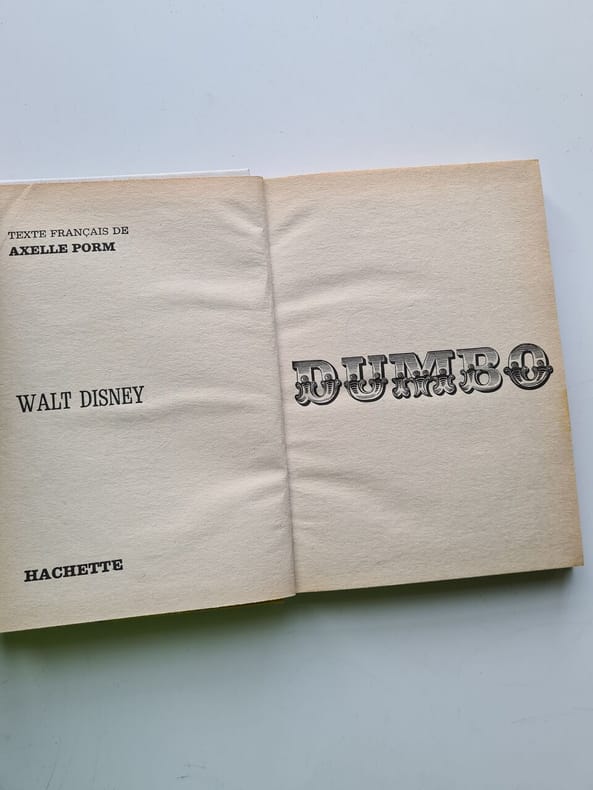 TEXTE FRANÇAIS DE
AXELLE PORM
WALT DISNEY
HACHETTE
DUMBO